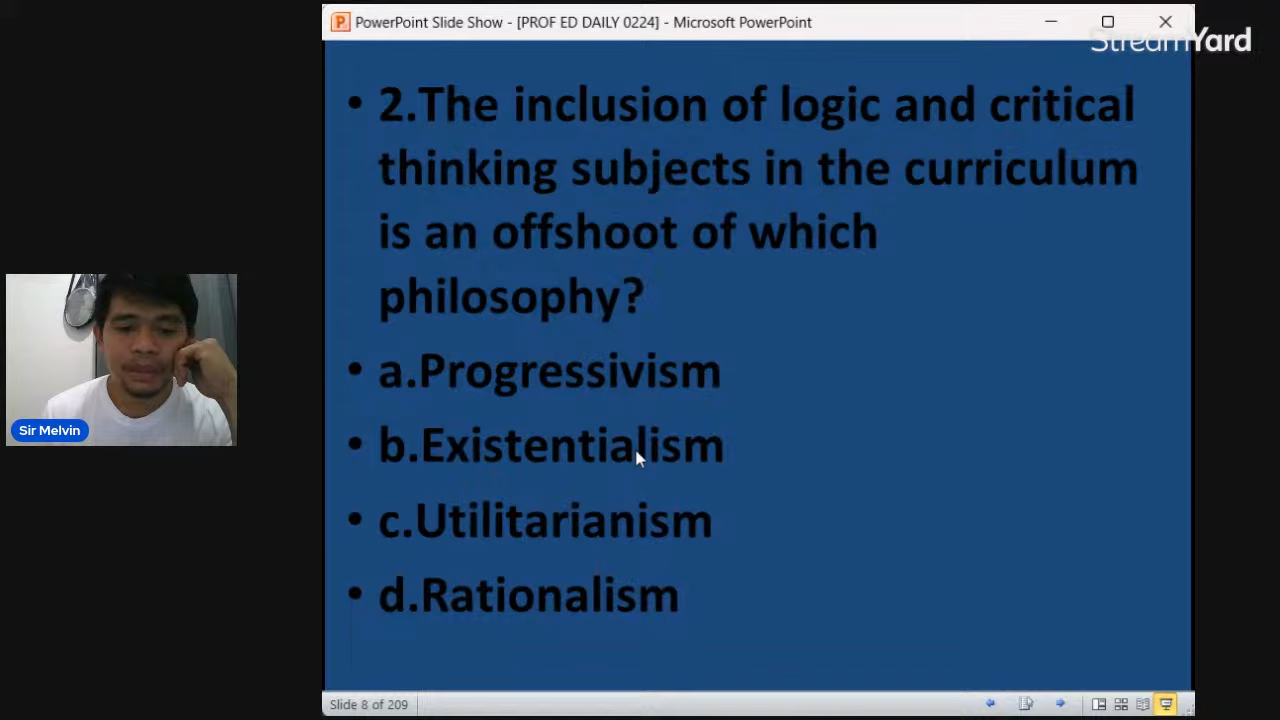 PowerPoint Slide Show - [PROF ED DAILY 0224] - Microsoft PowerPoint
StreamYard
• 2.The inclusion of logic and critical
thinking subjects in the curriculum
is an offshoot of which
philosophy?
• a.Progressivism
• b.Existentialism
• c.Utilitarianism
• d.Rationalism
Sir Melvin
Slide 8 of 209